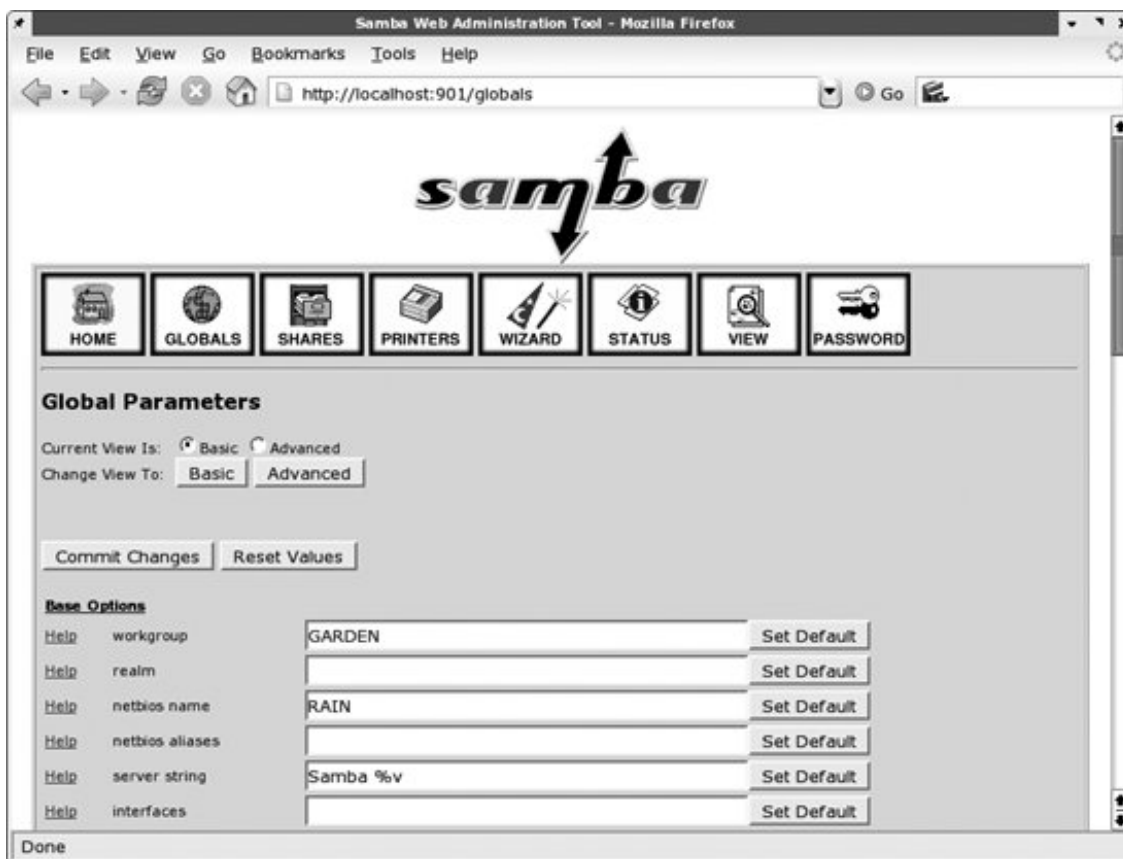 Samba Web Administration Tool - Mozilla Firefox
File Edit View Go Bookmarks Tools Help
http://localhost:901/globals Go
samba
HOME GLOBALS SHARES PRINTERS WIZARD STATUS VIEW PASSWORD
Global Parameters
Current View Is: Basic Advanced
Change View To: Basic Advanced
Commit Changes Reset Values
Base Options
Help workgroup GARDEN Set Default
Help realm Set Default
Help netbios name RAIN Set Default
Help netbios aliases Set Default
Help server string Samba %v Set Default
Help interfaces Set Default
Done